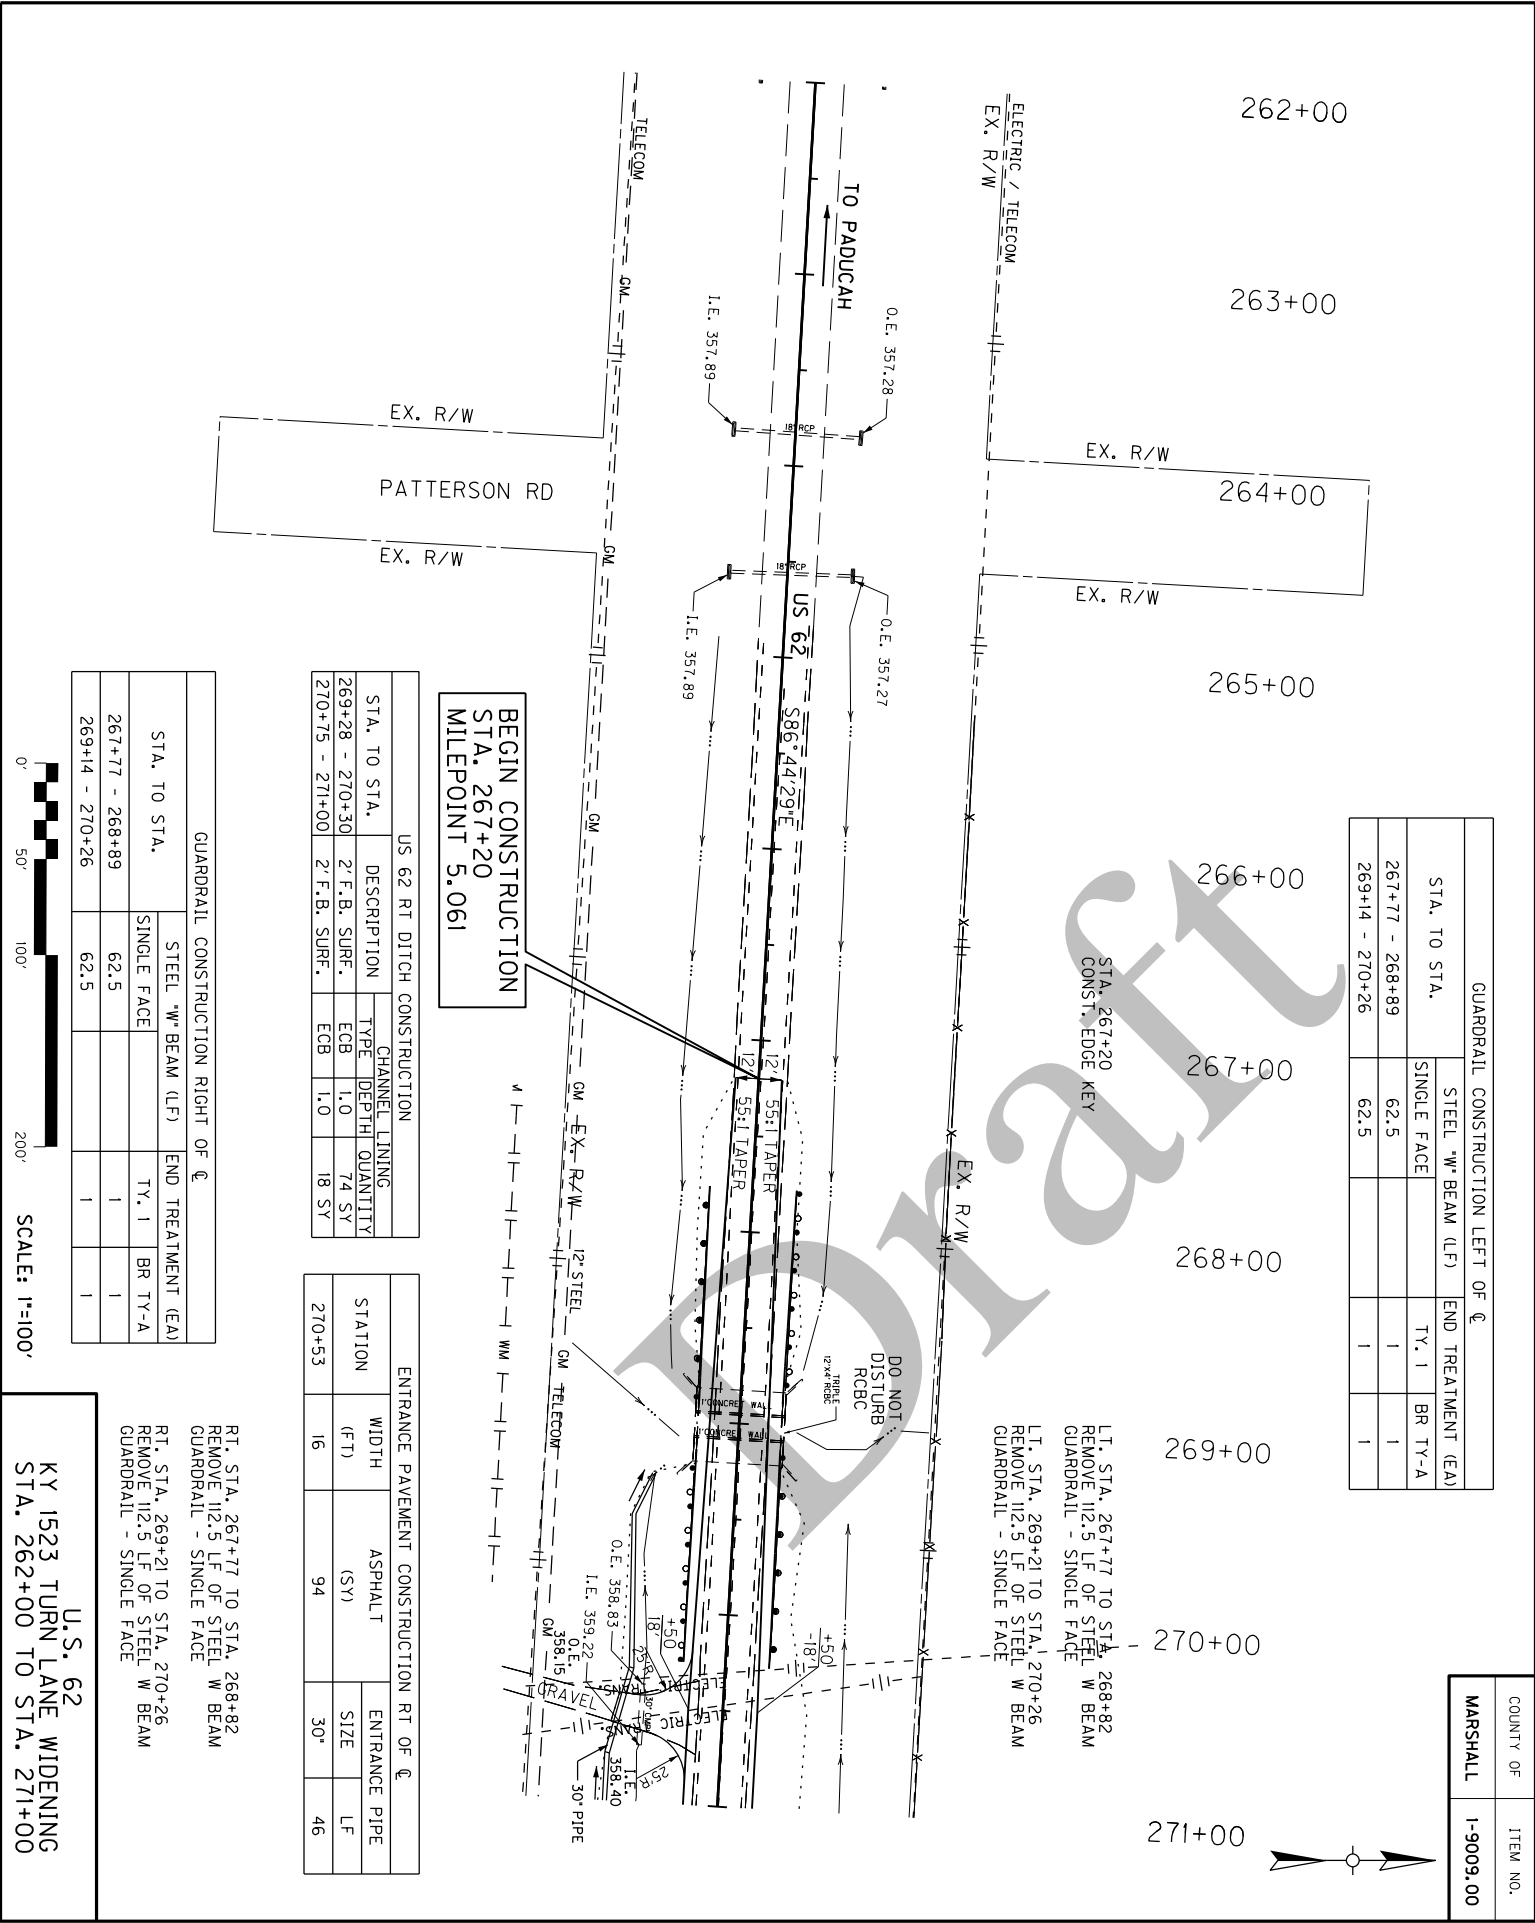 COUNTY OF
ITEM NO.
MARSHALL
1-9009.00
262+00
263+00
264+00
265+00
266+00
267+00
268+00
269+00
270+00
271+00
GUARDRAIL CONSTRUCTION LEFT OF ℄
STA. TO STA.
STEEL "W" BEAM (LF)
END TREATMENT (EA)
SINGLE FACE
TY. 1
BR TY-A
267+77 - 268+89
62.5
1
1
269+14 - 270+26
62.5
1
1
ELECTRIC / TELECOM
EX. R/W
EX. R/W
EX. R/W
STA. 267+20
CONST. EDGE KEY
EX. R/W
LT. STA. 267+77 TO STA. 268+82
REMOVE 112.5 LF OF STEEL W BEAM
GUARDRAIL - SINGLE FACE
LT. STA. 269+21 TO STA. 270+26
REMOVE 112.5 LF OF STEEL W BEAM
GUARDRAIL - SINGLE FACE
Draft
DO NOT
DISTURB
RCBC
TRIPLE
12'X4' RCBC
TO PADUCAH
O.E. 357.28
O.E. 357.27
18" RCP
18" RCP
US 62
S86°44'29"E
12'
12'
55:1 TAPER
55:1 TAPER
1' CONCRET WALL
1' CONCRET WALL
+50
-18'
+50
18'
I.E. 357.89
I.E. 357.89
TELECOM
GM
GM
GM
GM
EX. R/W
12" STEEL
GM
TELECOM
GM
EX. R/W
PATTERSON RD
EX. R/W
O.E. 358.83
I.E. 359.22
O.E.
358.15
25'R
30" CMP
ELECTRIC TRANS.
ELECTRIC TRANS.
GRAVEL
I.E.
358.40
25'R
30" PIPE
WM
BEGIN CONSTRUCTION
STA. 267+20
MILEPOINT 5.061
US 62 RT DITCH CONSTRUCTION
STA. TO STA.
DESCRIPTION
CHANNEL LINING
TYPE
DEPTH
QUANTITY
269+28 - 270+30
2' F.B. SURF.
ECB
1.0
74 SY
270+75 - 271+00
2' F.B. SURF.
ECB
1.0
18 SY
ENTRANCE PAVEMENT CONSTRUCTION RT OF ℄
STATION
WIDTH
(FT)
ASPHALT
(SY)
ENTRANCE PIPE
SIZE
LF
270+53
16
94
30"
46
GUARDRAIL CONSTRUCTION RIGHT OF ℄
STA. TO STA.
STEEL "W" BEAM (LF)
END TREATMENT (EA)
SINGLE FACE
TY. 1
BR TY-A
267+77 - 268+89
62.5
1
1
269+14 - 270+26
62.5
1
1
RT. STA. 267+77 TO STA. 268+82
REMOVE 112.5 LF OF STEEL W BEAM
GUARDRAIL - SINGLE FACE
RT. STA. 269+21 TO STA. 270+26
REMOVE 112.5 LF OF STEEL W BEAM
GUARDRAIL - SINGLE FACE
0'
50'
100'
200'
SCALE: 1"=100'
U.S. 62
KY 1523 TURN LANE WIDENING
STA. 262+00 TO STA. 271+00